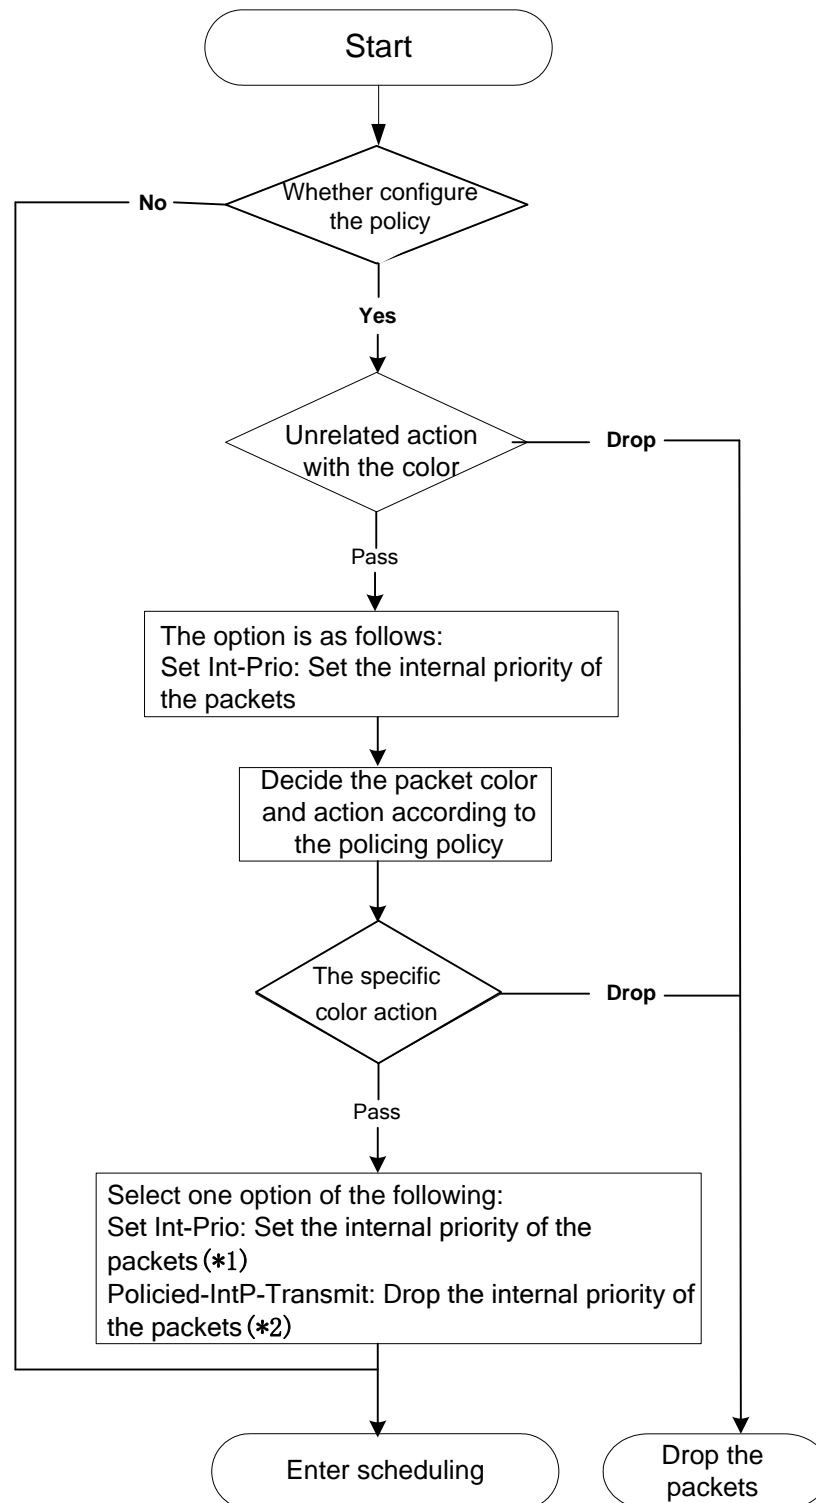 Start
Whether configure
the policy
No
Yes
Unrelated action
with the color
Drop
Pass
The option is as follows:
Set Int-Prio: Set the internal priority of
the packets
Decide the packet color
and action according to
the policing policy
The specific
color action
Drop
Pass
Select one option of the following:
Set Int-Prio: Set the internal priority of the
packets(*1)
Policied-IntP-Transmit: Drop the internal priority of
the packets(*2)
Enter scheduling
Drop the
packets